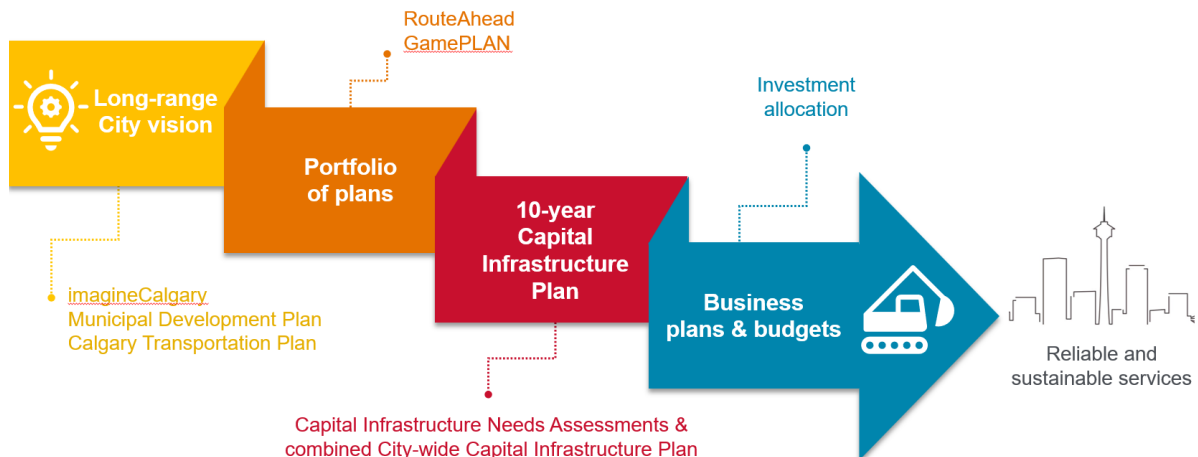 RouteAhead
GamePLAN
Long-range
City vision
Investment
allocation
Portfolio
of plans
10-year
Capital
Infrastructure
Plan
imagineCalgary
Municipal Development Plan
Calgary Transportation Plan
Business
plans & budgets
Reliable and
sustainable services
Capital Infrastructure Needs Assessments &
combined City-wide Capital Infrastructure Plan